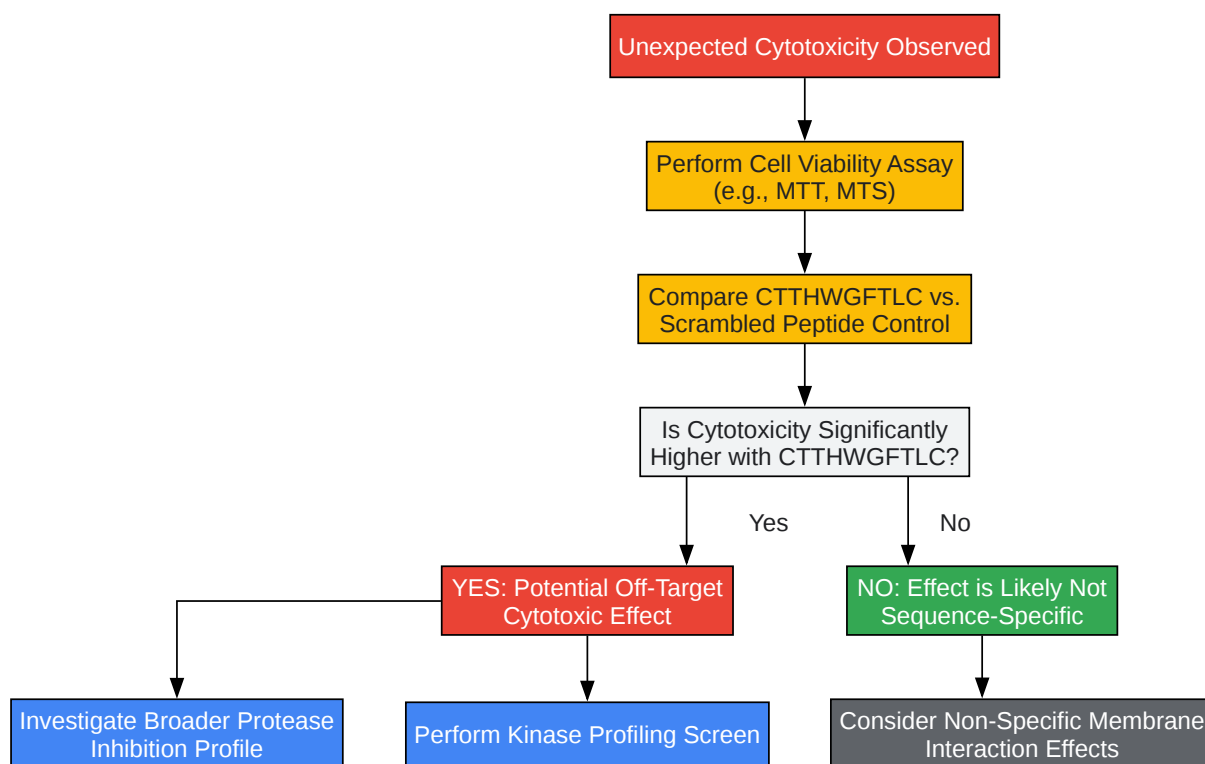 Unexpected Cytotoxicity Observed
Perform Cell Viability Assay
(e.g., MTT, MTS)
Compare CTTHWGFTLC vs.
Scrambled Peptide Control
Is Cytotoxicity Significantly
Higher with CTTHWGFTLC?
Yes
No
YES: Potential Off-Target
Cytotoxic Effect
NO: Effect is Likely Not
Sequence-Specific
Investigate Broader Protease
Inhibition Profile
Perform Kinase Profiling Screen
Consider Non-Specific Membrane
Interaction Effects